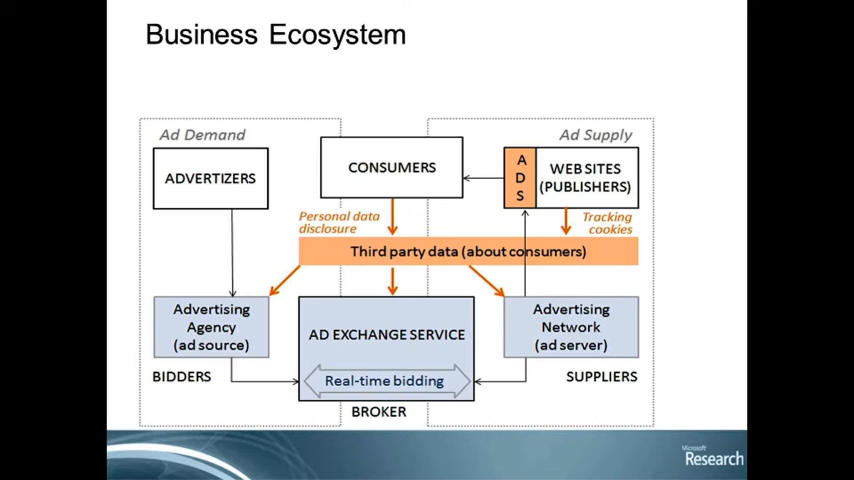 Business Ecosystem
Ad Demand
Ad Supply
ADVERTIZERS
CONSUMERS
A
D
S
WEB SITES
(PUBLISHERS)
Personal data
disclosure
Tracking
cookies
Third party data (about consumers)
Advertising
Agency
(ad source)
AD EXCHANGE SERVICE
Advertising
Network
(ad server)
Real-time bidding
BIDDERS
SUPPLIERS
BROKER
Microsoft
Research